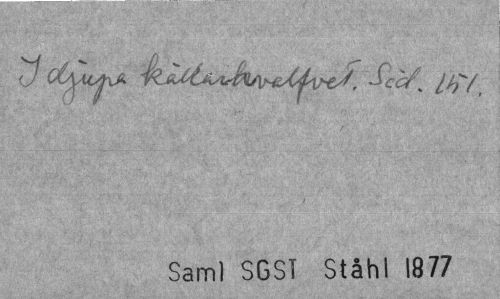 I djupa källarhvalfvet. Sid. 151.
Saml SGST Ståhl 1877